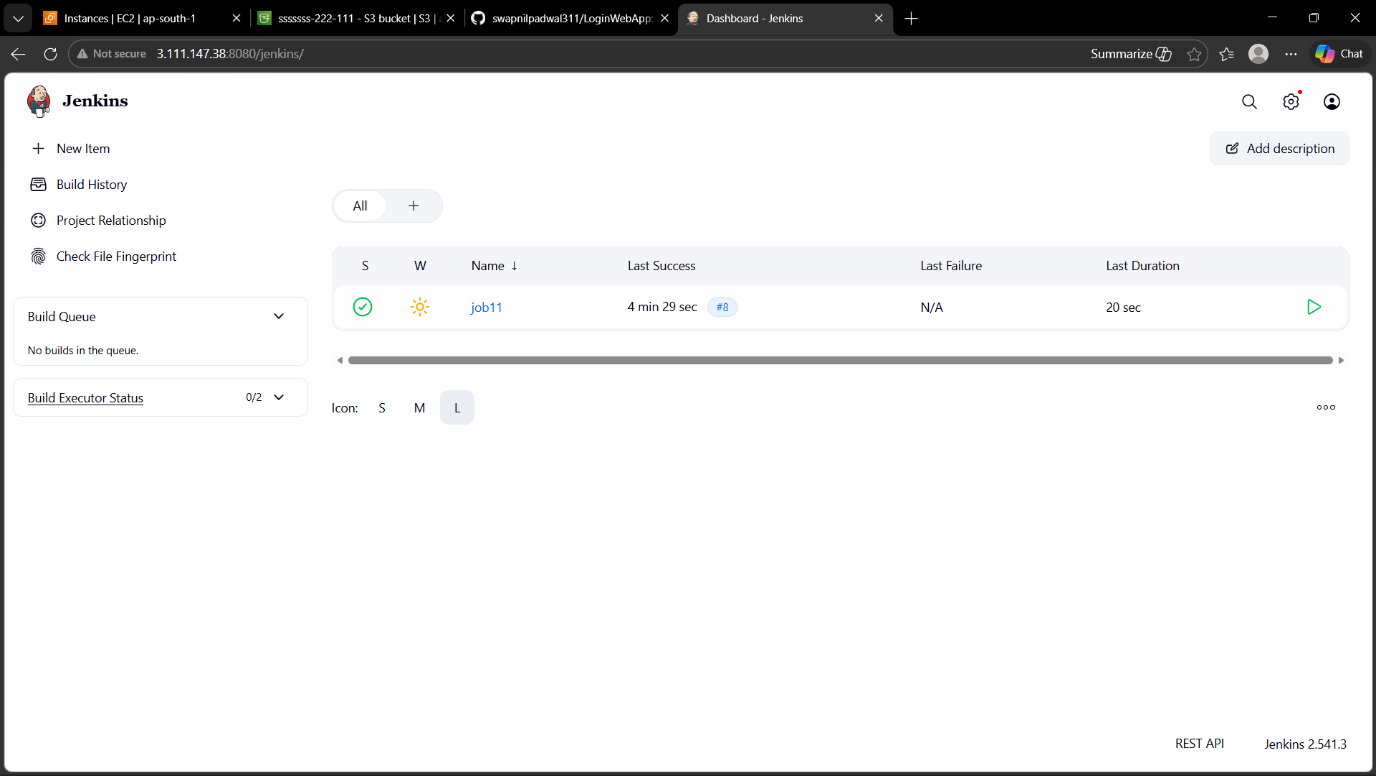 Instances | EC2 | ap-south-1
sssssss-222-111 - S3 bucket | S3 |
swapnilpadwal311/LoginWebApp:
Dashboard - Jenkins
Not secure 3.111.147.38:8080/jenkins/
Summarize
Chat
Jenkins
New Item
Add description
Build History
All +
Project Relationship
Check File Fingerprint
S W Name ↓ Last Success Last Failure Last Duration
job11 4 min 29 sec #8 N/A 20 sec
Build Queue
No builds in the queue.
Build Executor Status 0/2
Icon: S M L
REST API Jenkins 2.541.3